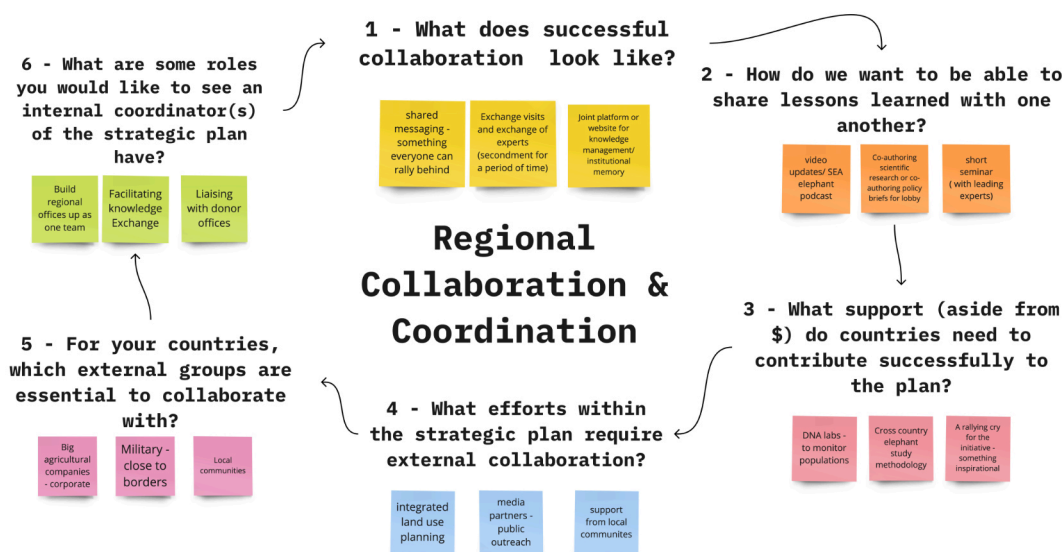 1 - What does successful
collaboration look like?
shared
messaging -
something
everyone can
rally behind
Exchange visits
and exchange of
experts
(secondment for
a period of time)
Joint platform or
website for
knowledge
management/
institutional
memory
2 - How do we want to be able to
share lessons learned with one
another?
video
updates/ SEA
elephant
podcast
Co-authoring
scientific
research or co-
authoring policy
briefs for lobby
short
seminar
( with leading
experts)
3 - What support (aside from
$) do countries need to
contribute successfully to
the plan?
DNA labs -
to monitor
populations
Cross country
elephant
study
methodology
A rallying cry
for the
initiative -
something
inspirational
4 - What efforts within
the strategic plan require
external collaboration?
integrated
land use
planning
media
partners -
public
outreach
support
from local
communites
5 - For your countries,
which external groups are
essential to collaborate
with?
Big
agricultural
companies
- corporate
Military -
close to
borders
Local
communities
6 - What are some roles
you would like to see an
internal coordinator(s)
of the strategic plan
have?
Build
regional
offices up as
one team
Facilitating
knowledge
Exchange
Liaising
with donor
offices
Regional
Collaboration &
Coordination